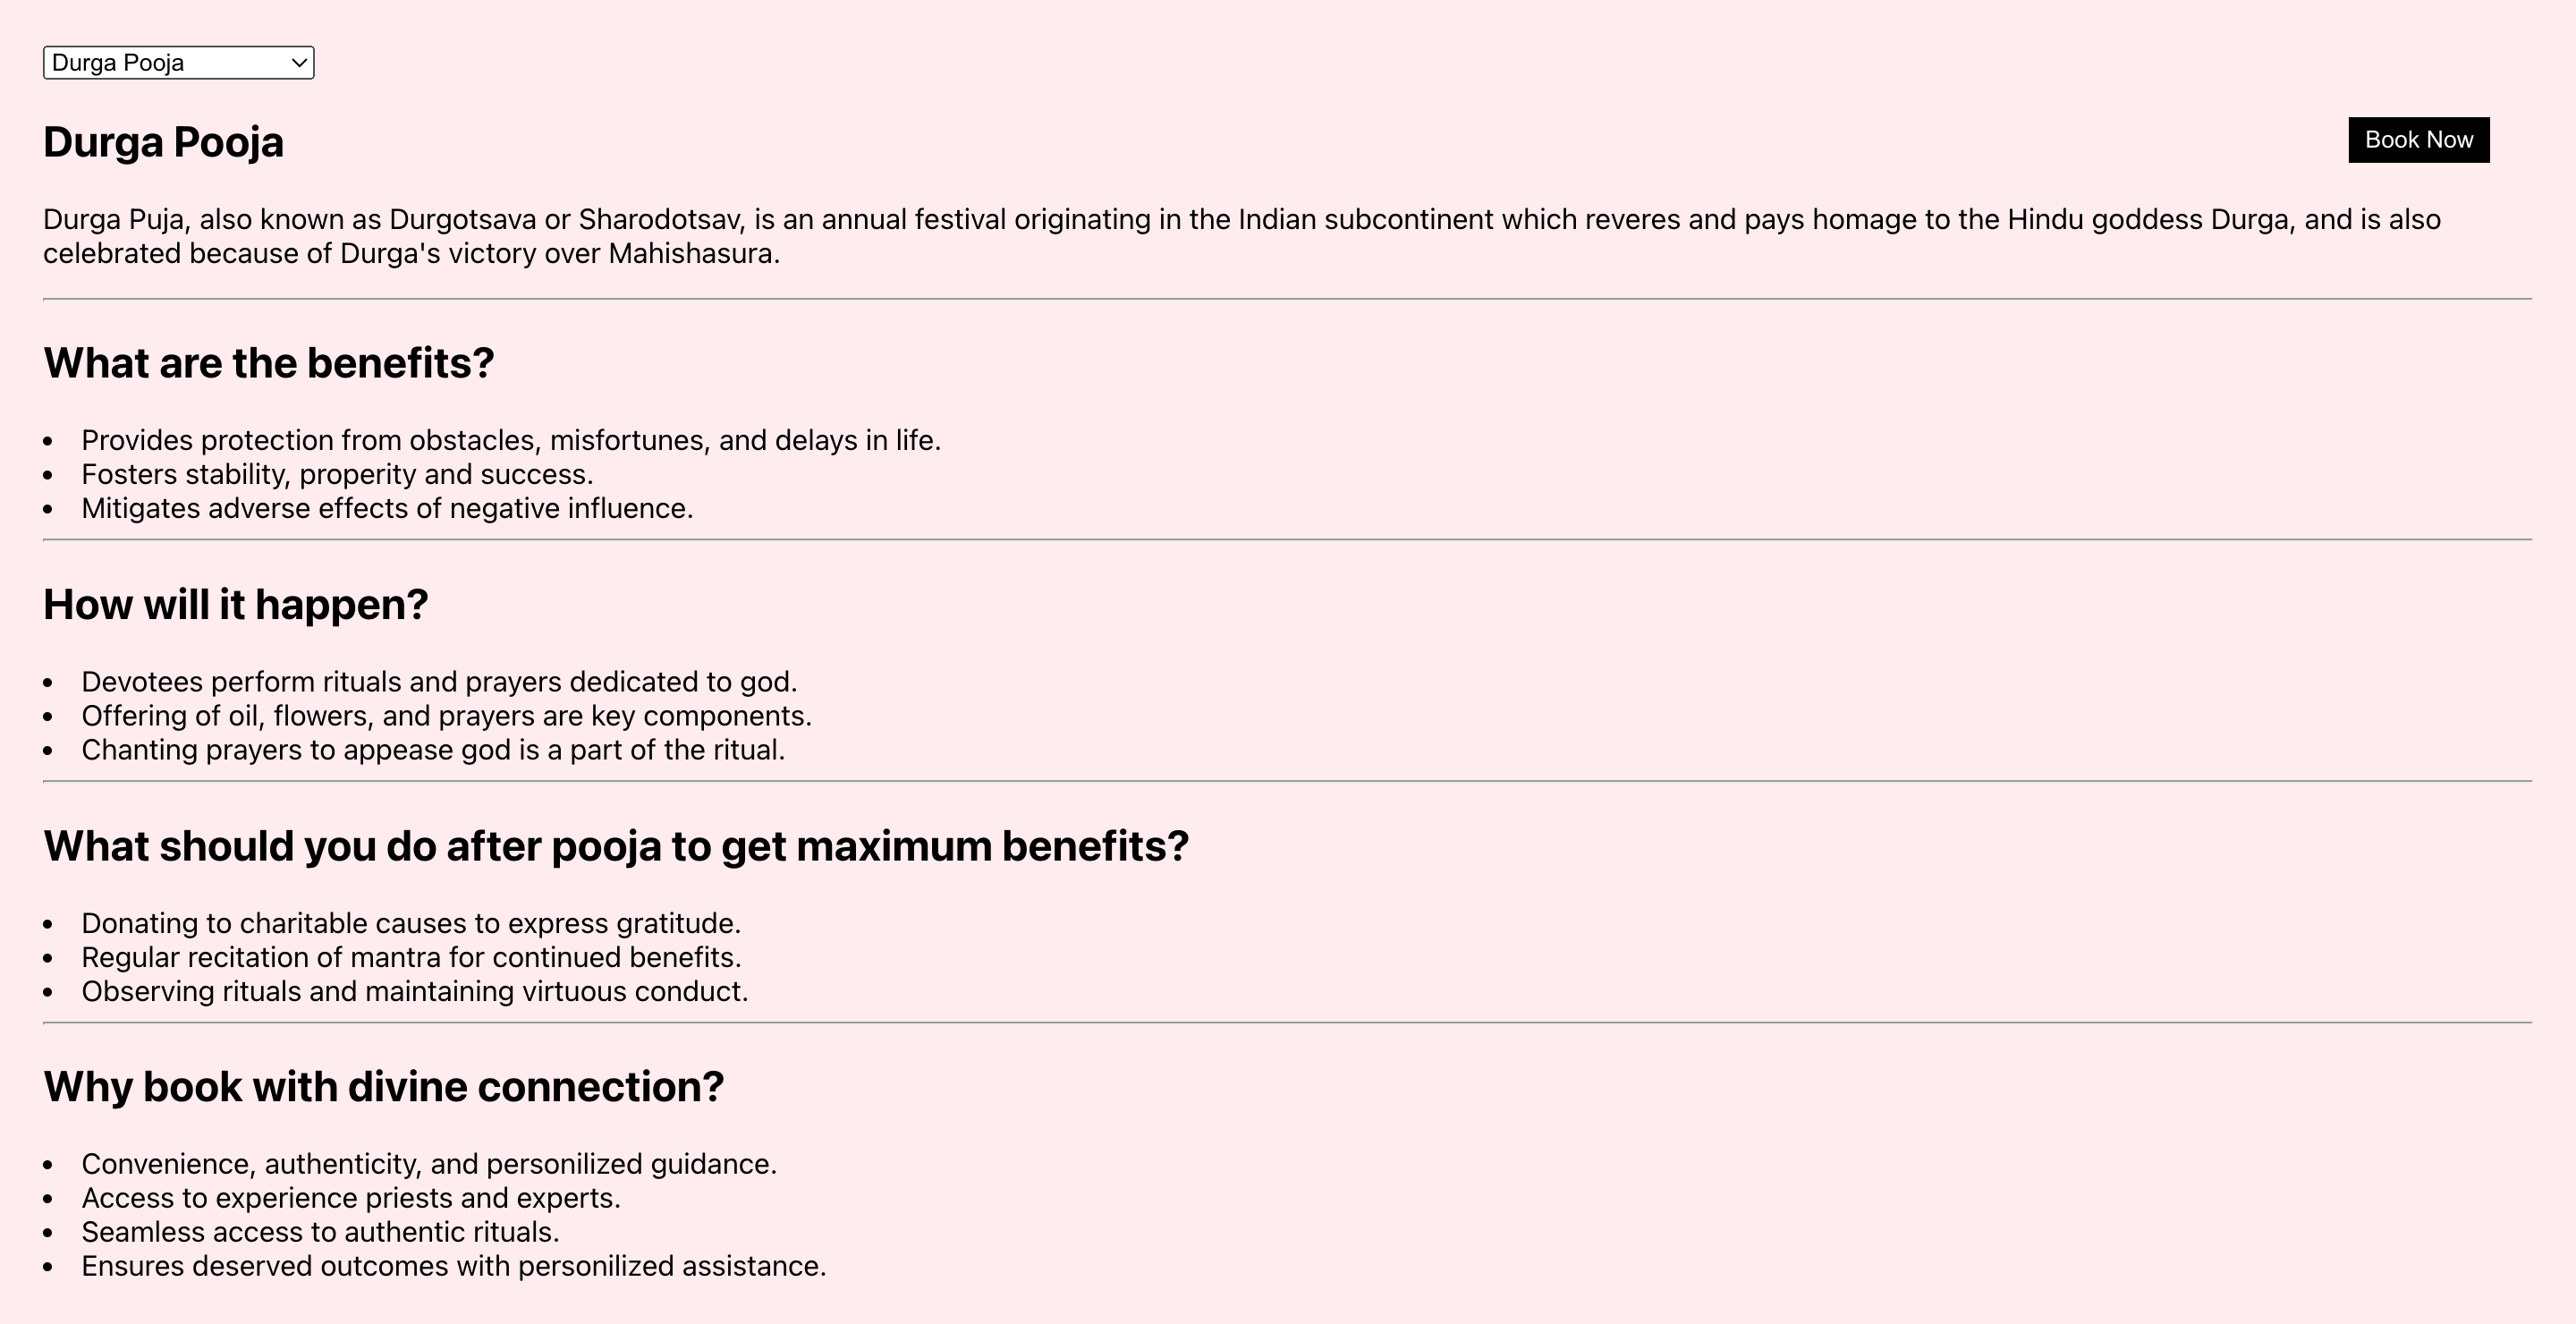 Durga Pooja
Durga Pooja
Book Now
Durga Puja, also known as Durgotsava or Sharodotsav, is an annual festival originating in the Indian subcontinent which reveres and pays homage to the Hindu goddess Durga, and is also
celebrated because of Durga's victory over Mahishasura.
What are the benefits?
• Provides protection from obstacles, misfortunes, and delays in life.
• Fosters stability, properity and success.
• Mitigates adverse effects of negative influence.
How will it happen?
• Devotees perform rituals and prayers dedicated to god.
• Offering of oil, flowers, and prayers are key components.
• Chanting prayers to appease god is a part of the ritual.
What should you do after pooja to get maximum benefits?
• Donating to charitable causes to express gratitude.
• Regular recitation of mantra for continued benefits.
• Observing rituals and maintaining virtuous conduct.
Why book with divine connection?
• Convenience, authenticity, and personilized guidance.
• Access to experience priests and experts.
• Seamless access to authentic rituals.
• Ensures deserved outcomes with personilized assistance.